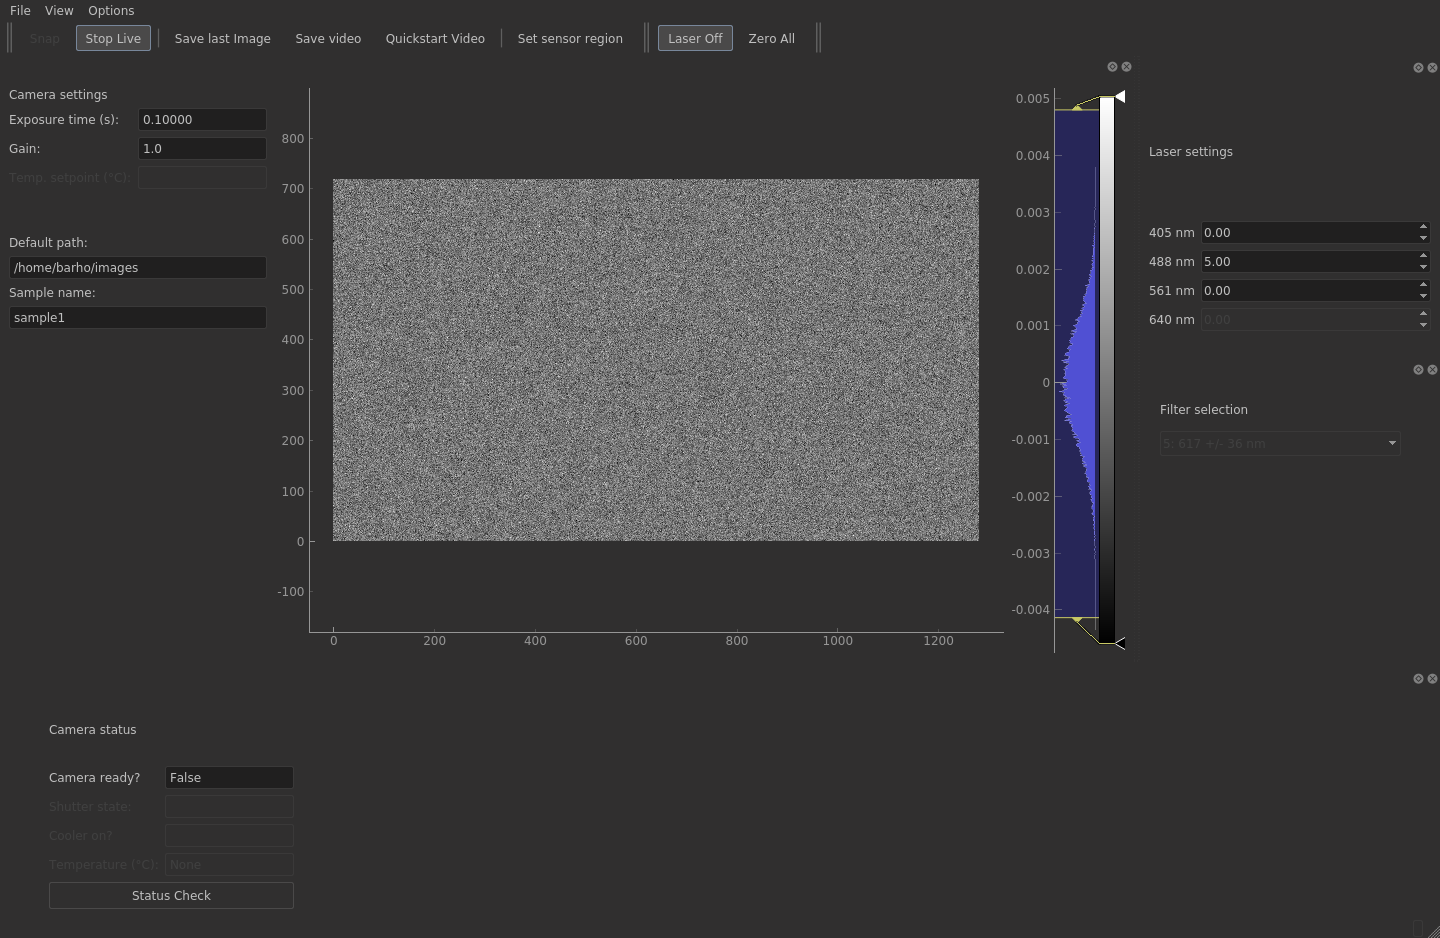 File View Options
Snap Stop Live Save last Image Save video Quickstart Video Set sensor region Laser Off Zero All
Camera settings
Exposure time (s): 0.10000
Gain: 1.0
Temp. setpoint (°C):
Default path:
/home/barho/images
Sample name:
sample1
800
700
600
500
400
300
200
100
0
-100
0 200 400 600 800 1000 1200
0.005
0.004
0.003
0.002
0.001
0
-0.001
-0.002
-0.003
-0.004
Laser settings
405 nm 0.00
488 nm 5.00
561 nm 0.00
640 nm 0.00
Filter selection
5: 617 +/- 36 nm
Camera status
Camera ready? False
Shutter state:
Cooler on?
Temperature (°C): None
Status Check